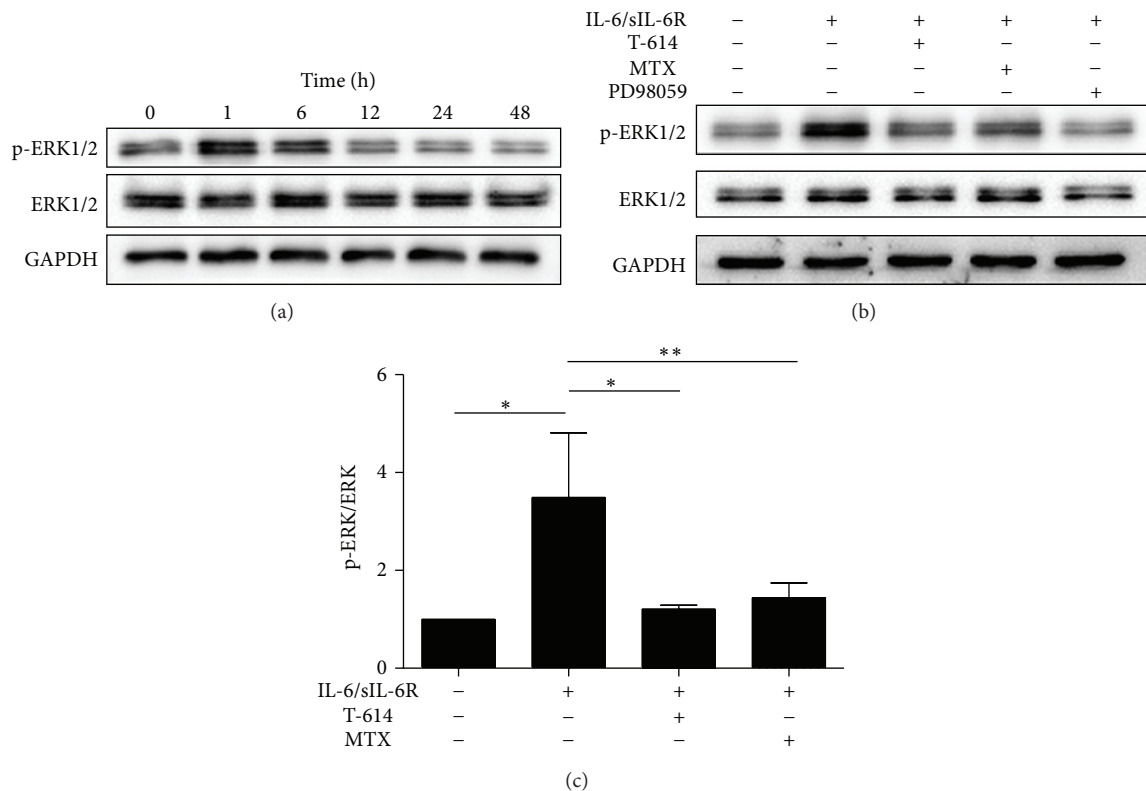 Time (h)
0 1 6 12 24 48
p-ERK1/2
ERK1/2
GAPDH
(a)
IL-6/sIL-6R − + + + +
T-614 − − + − −
MTX − − − + −
PD98059 − − − − +
p-ERK1/2
ERK1/2
GAPDH
(b)
**
*
*
6
4
2
0
p-ERK/ERK
IL-6/sIL-6R − + + +
T-614 − − + −
MTX − − − +
(c)